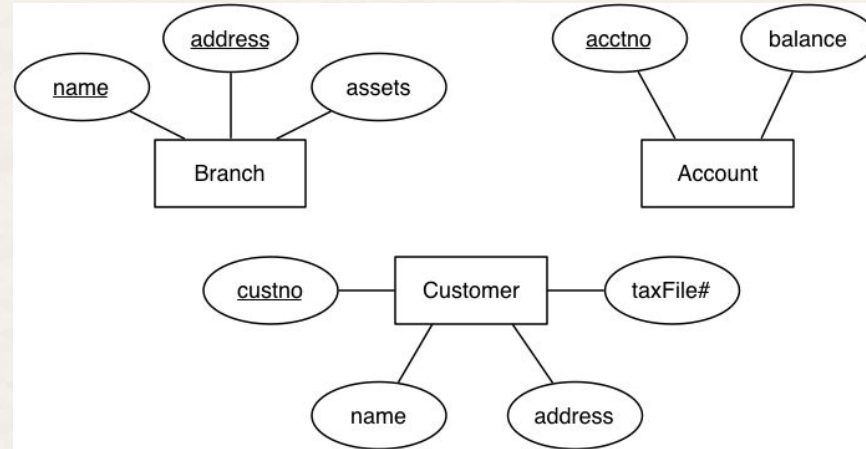 address
acctno
balance
name
assets
Branch
Account
custno
Customer
taxFile#
name
address